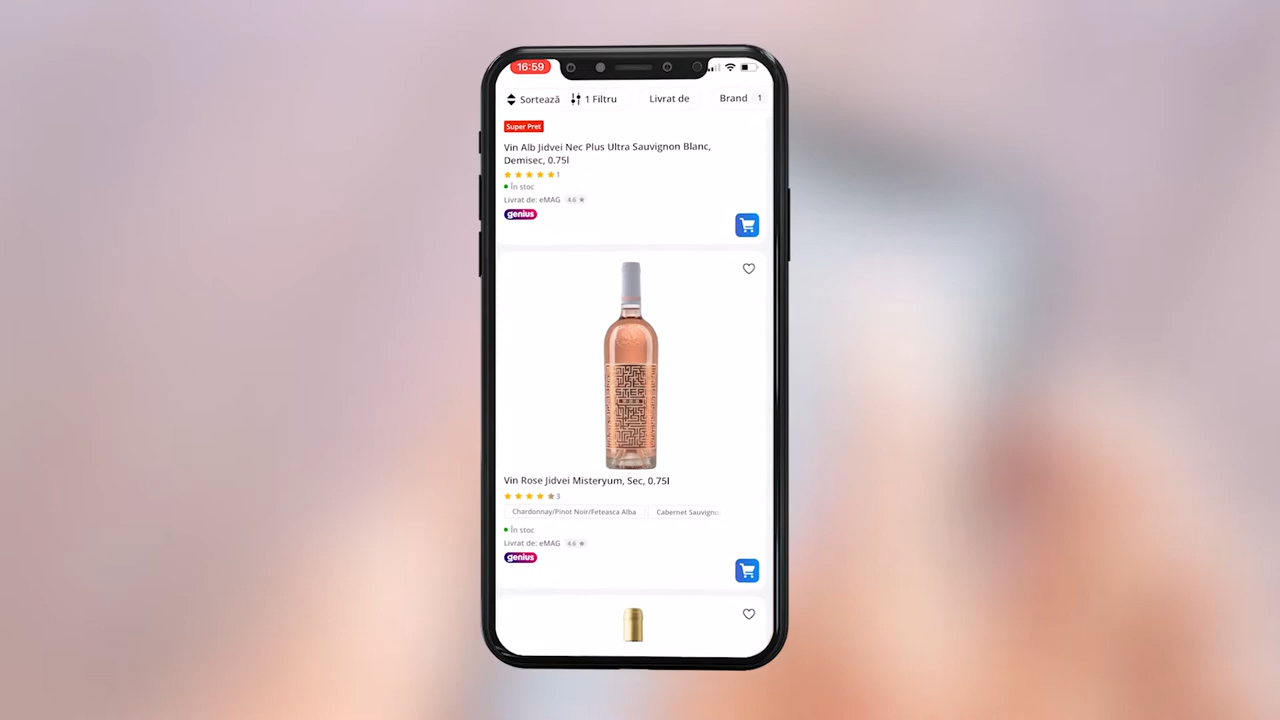 16:59
Sortează
1 Filtru
Livrat de
Brand 1
Super Pret
Vin Alb Jidvei Nec Plus Ultra Sauvignon Blanc,
Demisec, 0.75l
1
În stoc
Livrat de: eMAG 4.6
genius
Vin Rose Jidvei Misteryum, Sec, 0.75l
3
Chardonnay/Pinot Noir/Feteasca Alba
Cabernet Sauvigno
În stoc
Livrat de: eMAG 4.6
genius